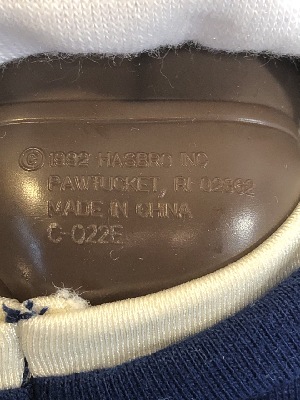 © 1992 HASBRO INC
PAWTUCKET, RI 02862
MADE IN CHINA
C-022E